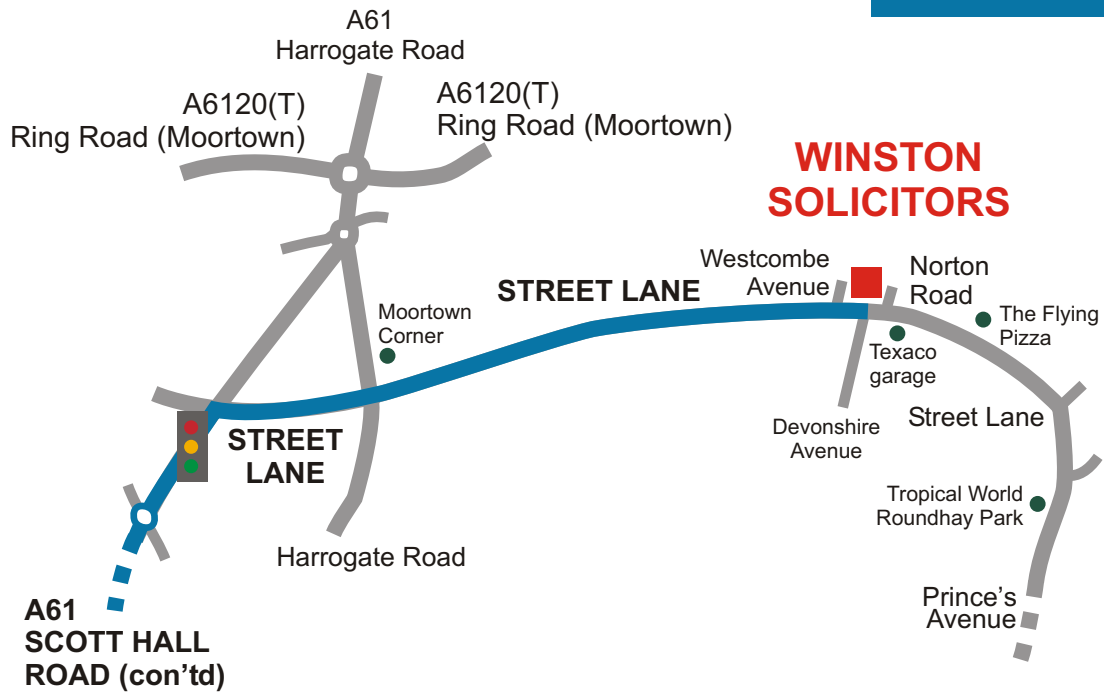 A61
Harrogate Road
A6120(T)
Ring Road (Moortown)
A6120(T)
Ring Road (Moortown)
WINSTON
SOLICITORS
Westcombe
Avenue
Norton
Road
STREET LANE
The Flying
Pizza
Moortown
Corner
Texaco
garage
Street Lane
Devonshire
Avenue
STREET
LANE
Tropical World
Roundhay Park
Harrogate Road
Prince's
Avenue
A61
SCOTT HALL
ROAD (con'td)